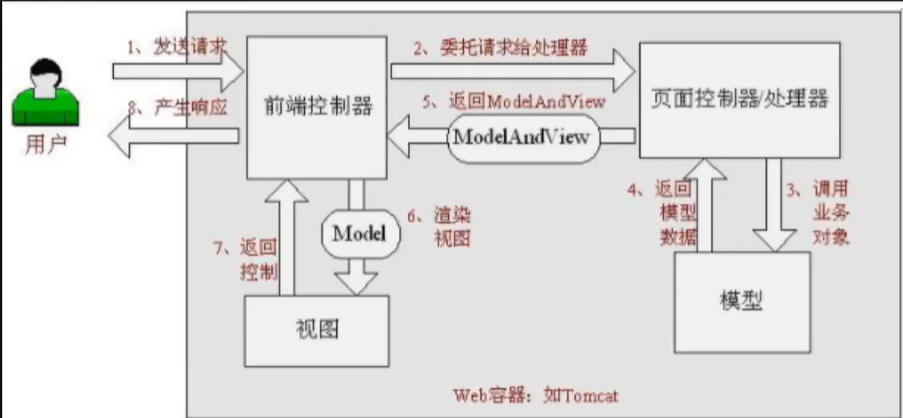 1、发送请求
2、委托请求给处理器
8、产生响应
用户
前端控制器
5、返回ModelAndView
ModelAndView
页面控制器/处理器
4、返回
模型
数据
3、调用
业务
对象
Model
6、渲染
视图
7、返回
控制
视图
模型
Web容器：如Tomcat